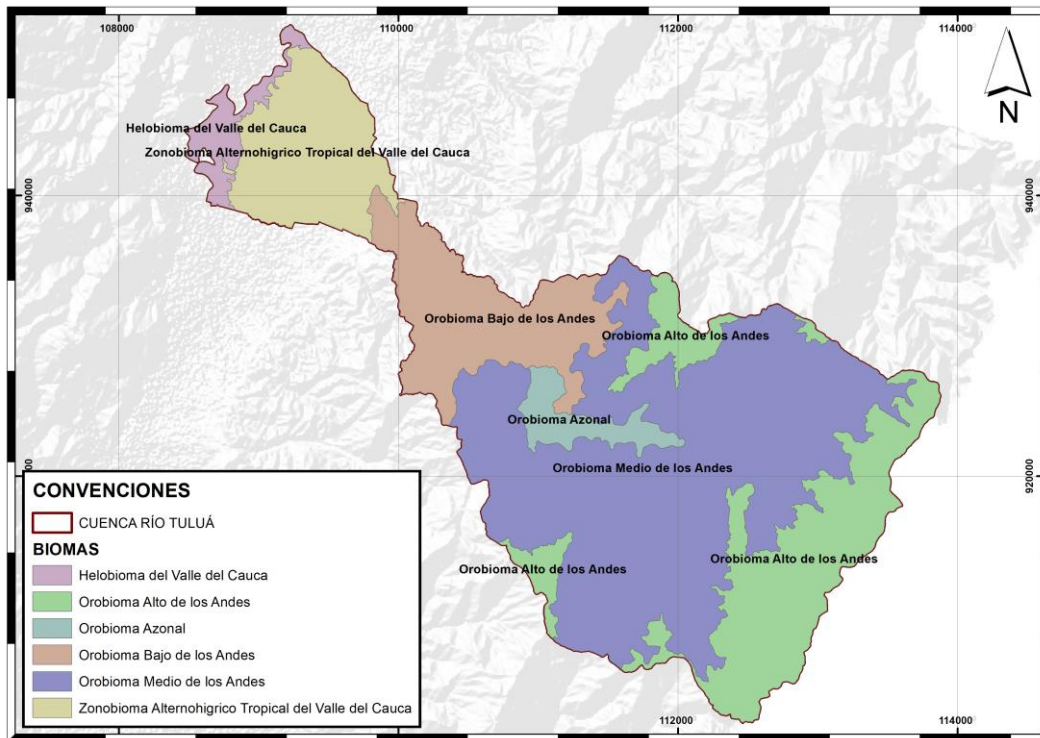 108000 110000 112000 114000
N
Helobioma del Valle del Cauca
Zonobioma Alternohigrico Tropical del Valle del Cauca
940000 940000
Orobioma Bajo de los Andes
Orobioma Alto de los Andes
Orobioma Azonal
Orobioma Medio de los Andes
920000
Orobioma Alto de los Andes
Orobioma Alto de los Andes
CONVENCIONES
CUENCA RÍO TULUÁ
BIOMAS
Helobioma del Valle del Cauca
Orobioma Alto de los Andes
Orobioma Azonal
Orobioma Bajo de los Andes
Orobioma Medio de los Andes
Zonobioma Alternohigrico Tropical del Valle del Cauca
112000 114000